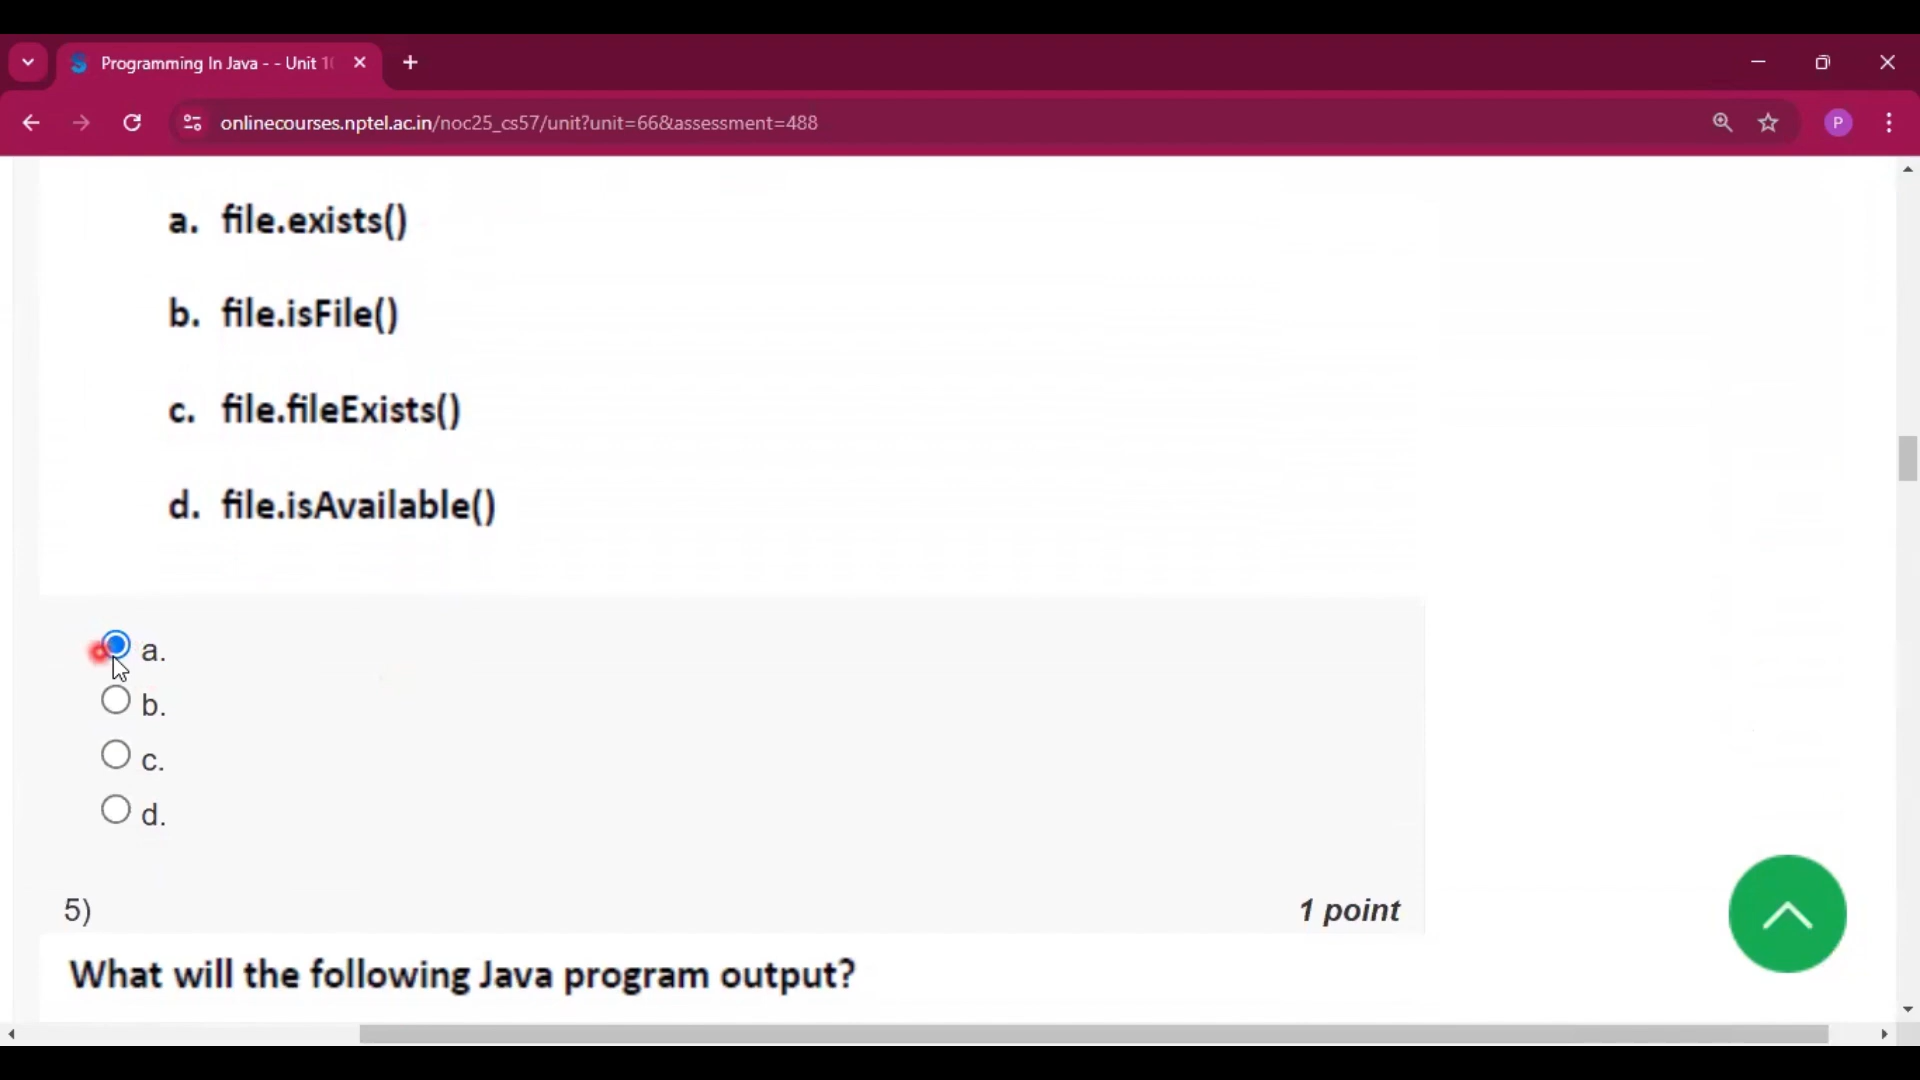 Programming In Java - - Unit 1
onlinecourses.nptel.ac.in/noc25_cs57/unit?unit=66&assessment=488
P
a. file.exists()
b. file.isFile()
c. file.fileExists()
d. file.isAvailable()
a.
b.
c.
d.
5)
1 point
What will the following Java program output?